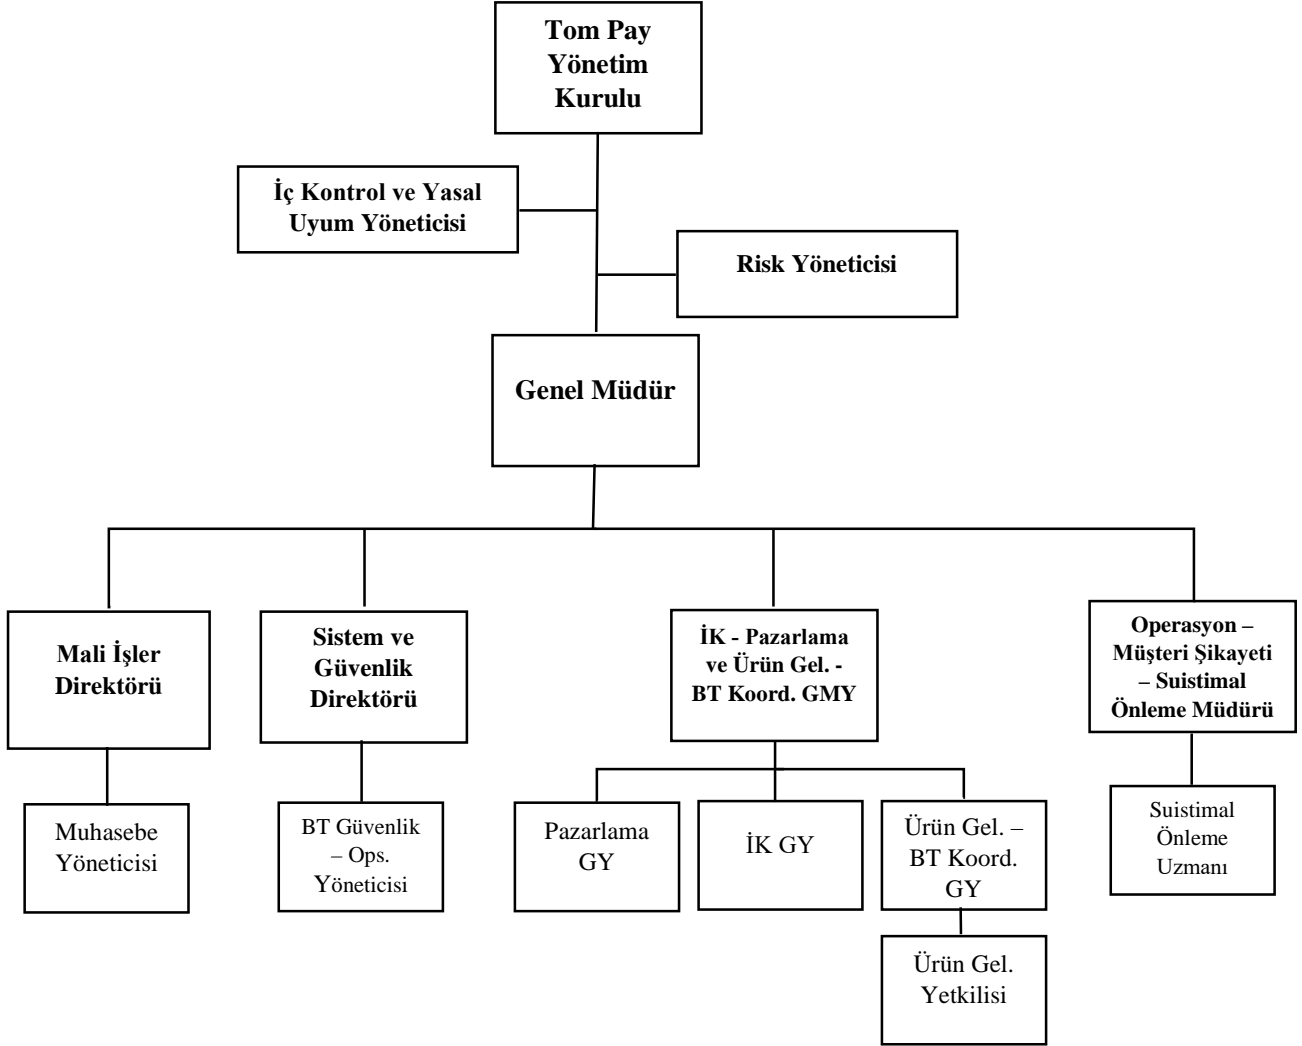 Tom Pay
Yönetim
Kurulu
İç Kontrol ve Yasal
Uyum Yöneticisi
Risk Yöneticisi
Genel Müdür
Mali İşler
Direktörü
Sistem ve
Güvenlik
Direktörü
İK - Pazarlama
ve Ürün Gel. -
BT Koord. GMY
Operasyon –
Müşteri Şikayeti
– Suistimal
Önleme Müdürü
Muhasebe
Yöneticisi
BT Güvenlik
– Ops.
Yöneticisi
Pazarlama
GY
İK GY
Ürün Gel. –
BT Koord.
GY
Suistimal
Önleme
Uzmanı
Ürün Gel.
Yetkilisi